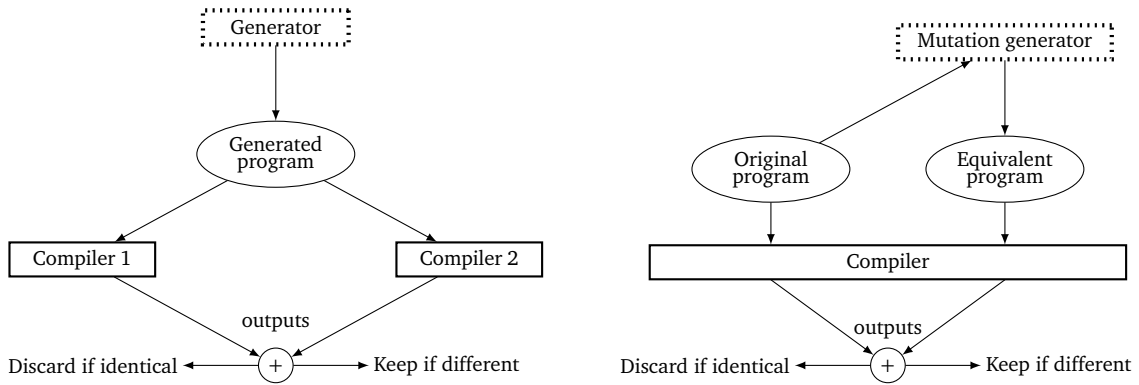 Generator
Generated
program
Compiler 1
Compiler 2
outputs
+
Discard if identical
Keep if different
Mutation generator
Original
program
Equivalent
program
Compiler
outputs
+
Discard if identical
Keep if different